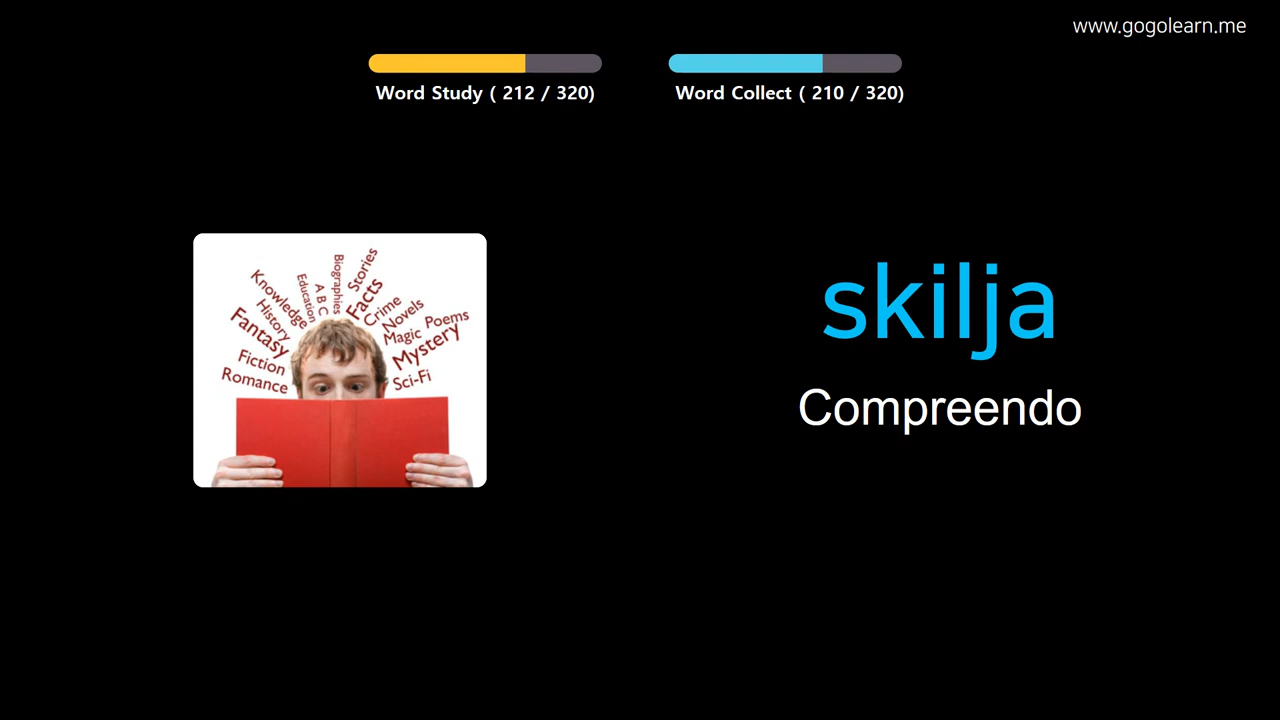 www.gogolearn.me
Word Study ( 212 / 320)
Word Collect ( 210 / 320)
Knowledge
History
Fantasy
Fiction
Romance
Education
A B C
Biographies
Stories
Facts
Crime
Novels
Magic
Poems
Mystery
Sci-Fi
skilja
Compreendo